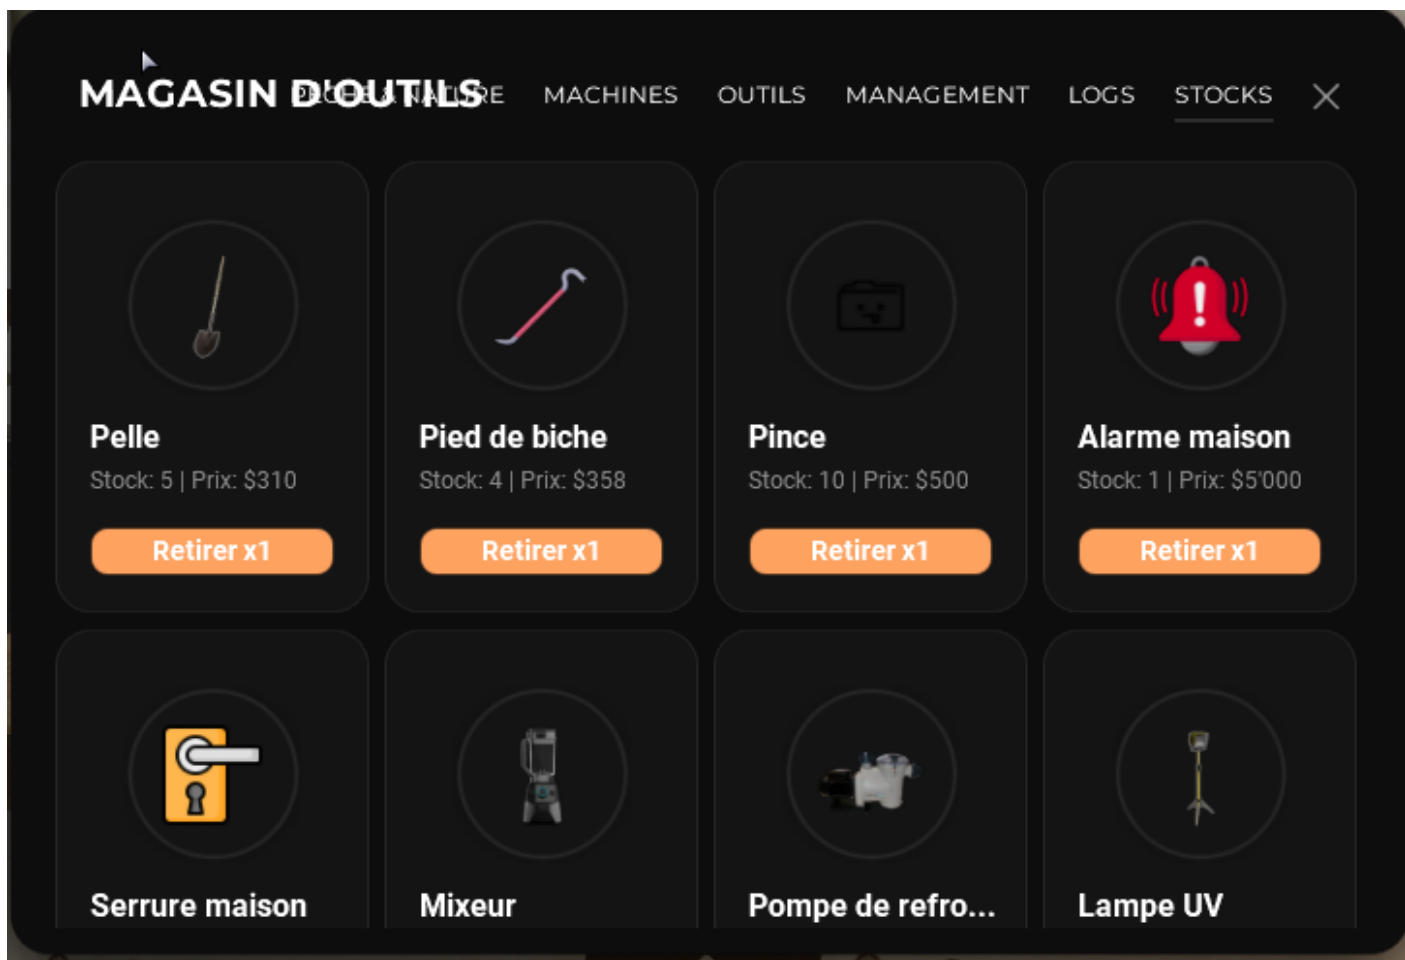 MAGASIN D'OUTILS
PÊCHE & NATURE MACHINES OUTILS MANAGEMENT LOGS STOCKS
Pelle Pied de biche Pince Alarme maison
Stock: 5 | Prix: $310 Stock: 4 | Prix: $358 Stock: 10 | Prix: $500 Stock: 1 | Prix: $5'000
Retirer x1 Retirer x1 Retirer x1 Retirer x1
Serrure maison Mixeur Pompe de refro... Lampe UV